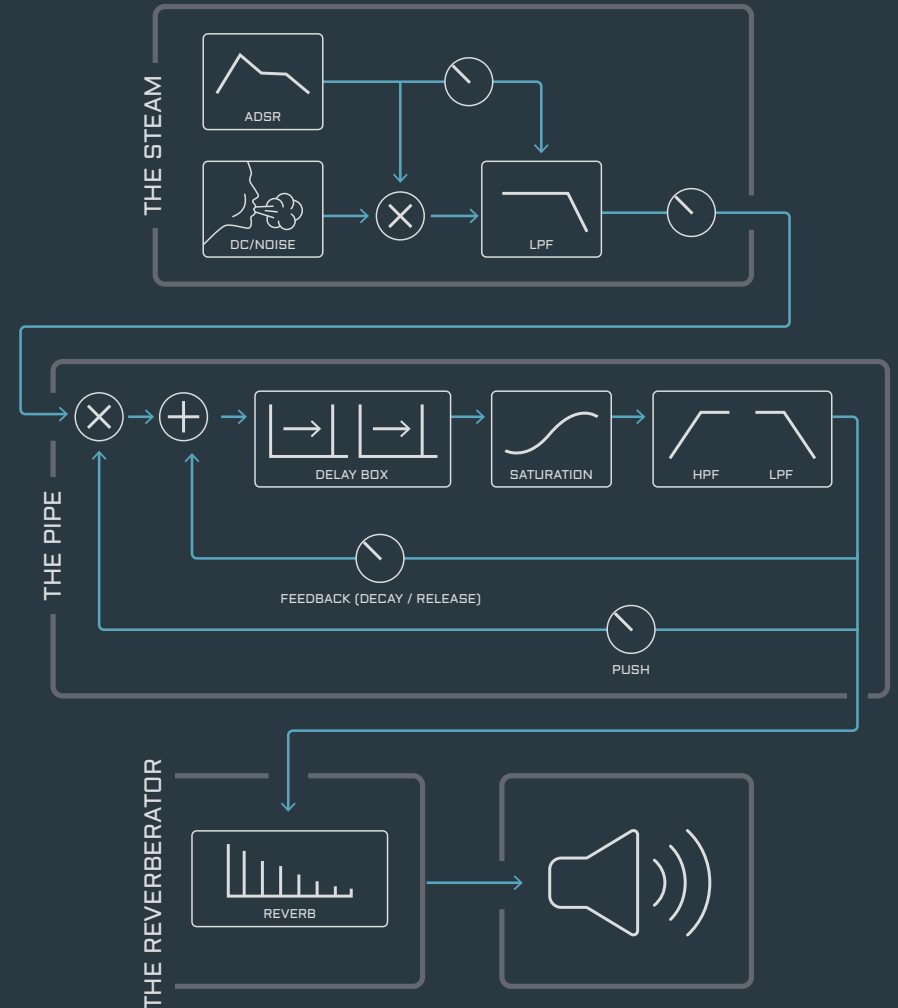 THE STEAM
ADSR
DC/NOISE
LPF
THE PIPE
DELAY BOX
SATURATION
HPF
LPF
FEEDBACK (DECAY / RELEASE)
PUSH
THE REVERBERATOR
REVERB